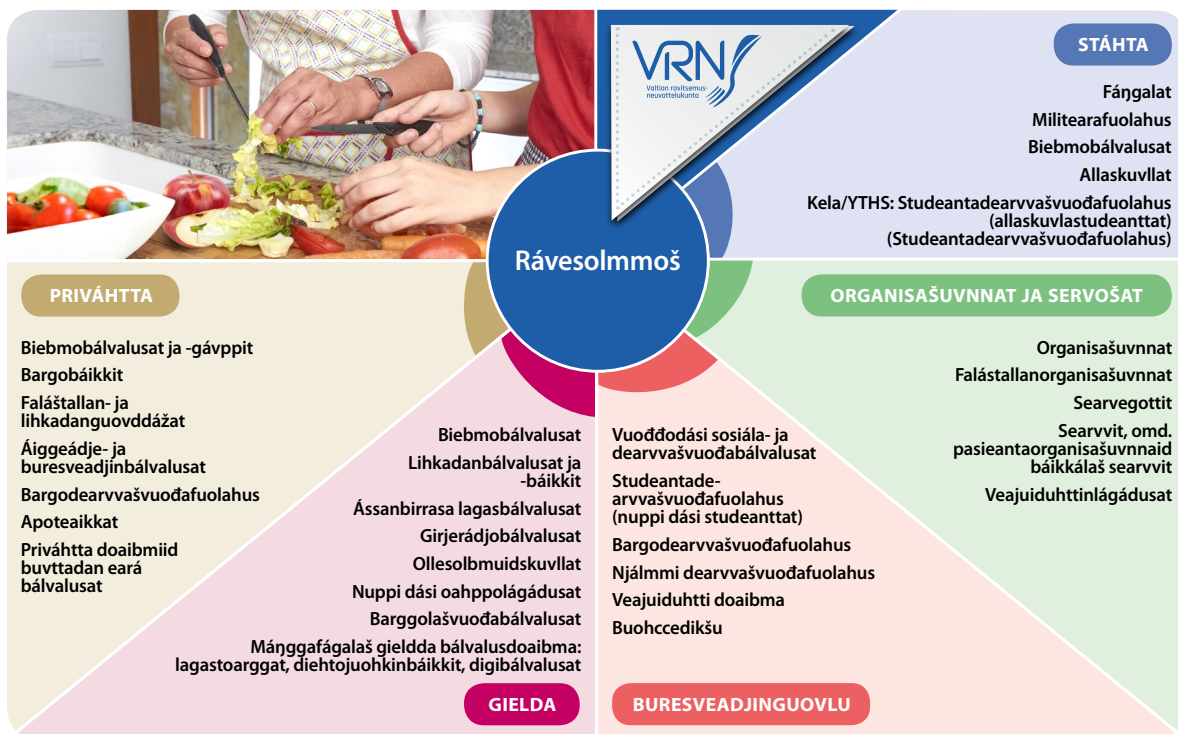 VRN
Valtion ravitsemus-
neuvottelukunta
STÁHTA
Fáŋgalat
Militearafuolahus
Biebmobálvalusat
Allaskuvllat
Kela/YTHS: Studeantadearvvašvuođafuolahus
(allaskuvlastudeanttat)
(Studeantadearvvašvuođafuolahus)
Rávesolmmoš
PRIVÁHTTA
Biebmobálvalusat ja -gávppit
Bargobáikkit
Faláštallan- ja
lihkadanguovddážat
Áiggeádje- ja
buresveadjinbálvalusat
Bargodearvvašvuođafuolahus
Apoteaikkat
Priváhtta doaibmiid
buvttadan eará
bálvalusat
Biebmobálvalusat
Lihkadanbálvalusat ja
-báikkit
Ássanbirrasa lagasbálvalusat
Girjerádjobálvalusat
Ollesolbmuidskuvllat
Nuppi dási oahppolágádusat
Barggolašvuođabálvalusat
Máŋggafágalaš gieldda bálvalusdoaibma:
lagastoarggat, diehtojuohkinbáikkit, digibálvalusat
GIELDA
Vuođđodási sosiála- ja
dearvvašvuođabálvalusat
Studeantade-
arvvašvuođafuolahus
(nuppi dási studeanttat)
Bargodearvvašvuođafuolahus
Njálmmi dearvvašvuođafuolahus
Veajuiduhtti doaibma
Buohccedikšu
BURESVEADJINGUOVLU
ORGANISAŠUVNNAT JA SERVOŠAT
Organisašuvnnat
Falástallanorganisašuvnnat
Searvegottit
Searvvit, omd.
pasieantaorganisašuvnnaid
báikkálaš searvvit
Veajuiduhttinlágádusat